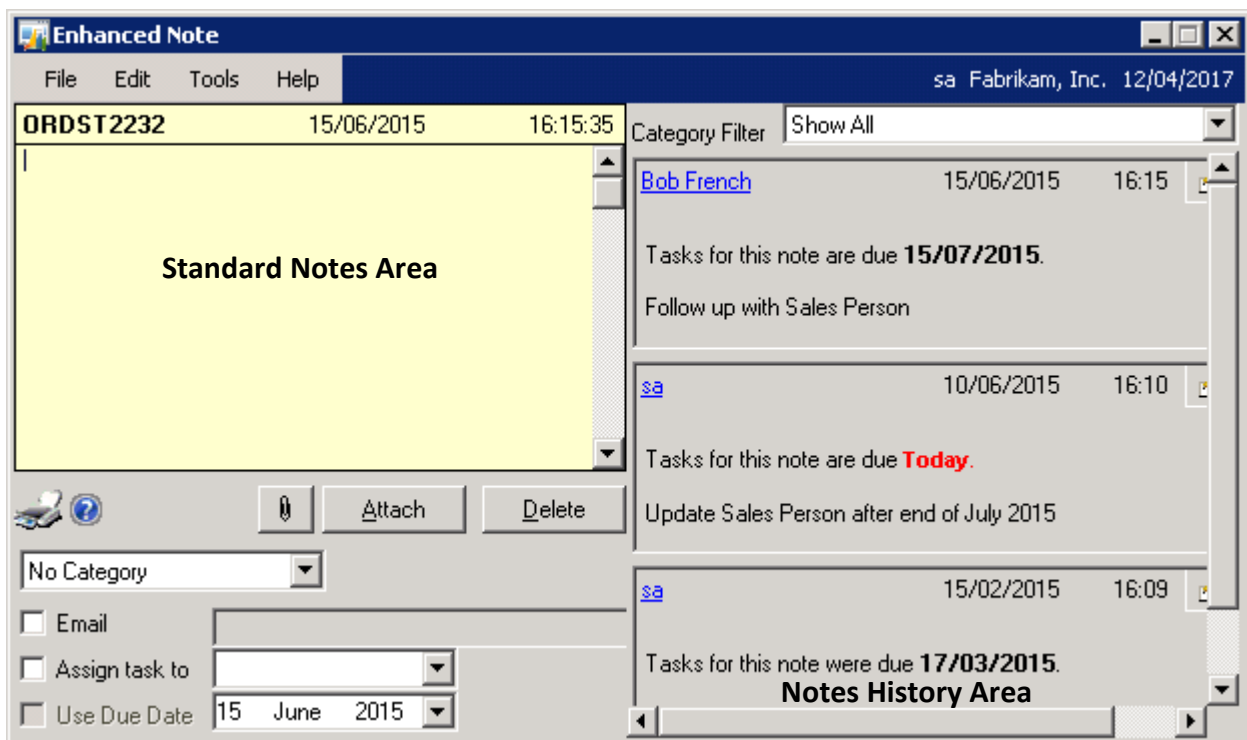 Enhanced Note
File Edit Tools Help sa Fabrikam, Inc. 12/04/2017
ORDST2232 15/06/2015 16:15:35
Standard Notes Area
Attach Delete
No Category
Email
Assign task to
Use Due Date 15 June 2015
Category Filter Show All
Bob French 15/06/2015 16:15
Tasks for this note are due 15/07/2015.
Follow up with Sales Person
sa 10/06/2015 16:10
Tasks for this note are due Today.
Update Sales Person after end of July 2015
sa 15/02/2015 16:09
Tasks for this note were due 17/03/2015.
Notes History Area